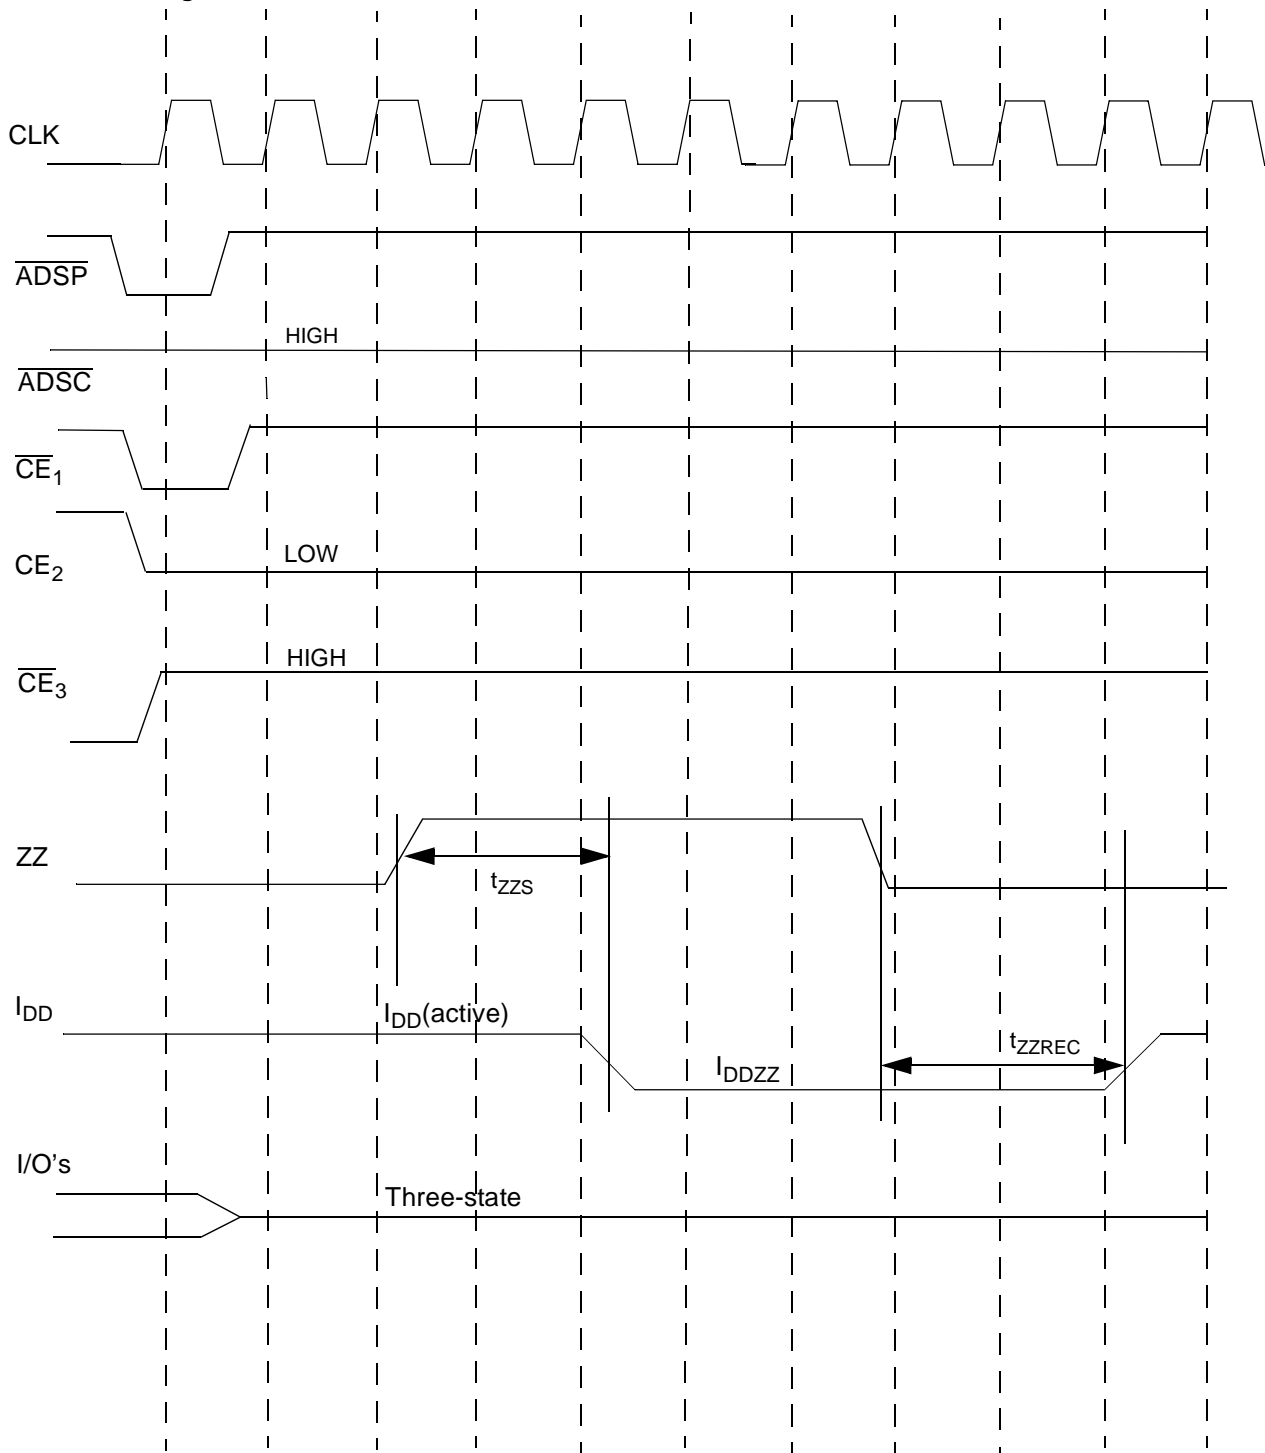 CLK
ADSP
HIGH
ADSC
CE1
LOW
CE2
HIGH
CE3
ZZ
tZZS
IDD
IDD(active)
tZZREC
IDDZZ
I/O's
Three-state